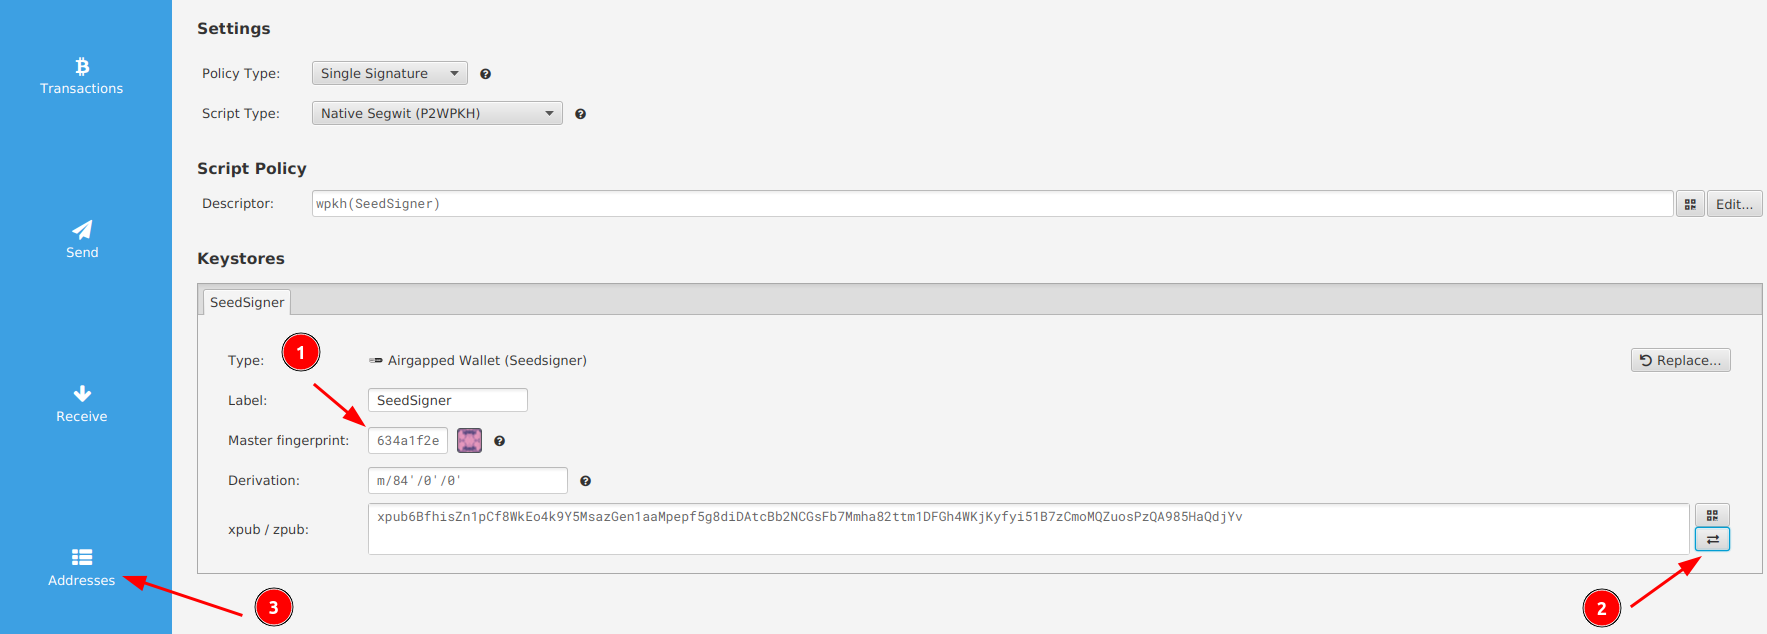 Transactions
Send
Receive
Addresses
Settings
Policy Type: Single Signature
Script Type: Native Segwit (P2WPKH)
Script Policy
Descriptor: wpkh(SeedSigner) Edit...
Keystores
SeedSigner
Type: 1 Airgapped Wallet (Seedsigner) Replace...
Label: SeedSigner
Master fingerprint: 634a1f2e
Derivation: m/84'/0'/0'
xpub / zpub: xpub6BfhisZn1pCf8WkEo4k9Y5MsazGen1aaMpepf5g8diDAtcBb2NCGsFb7Mmha82ttm1DFGh4WKjKyfyi51B7zCmoMQZuosPzQA985HaQdjYv
3
2